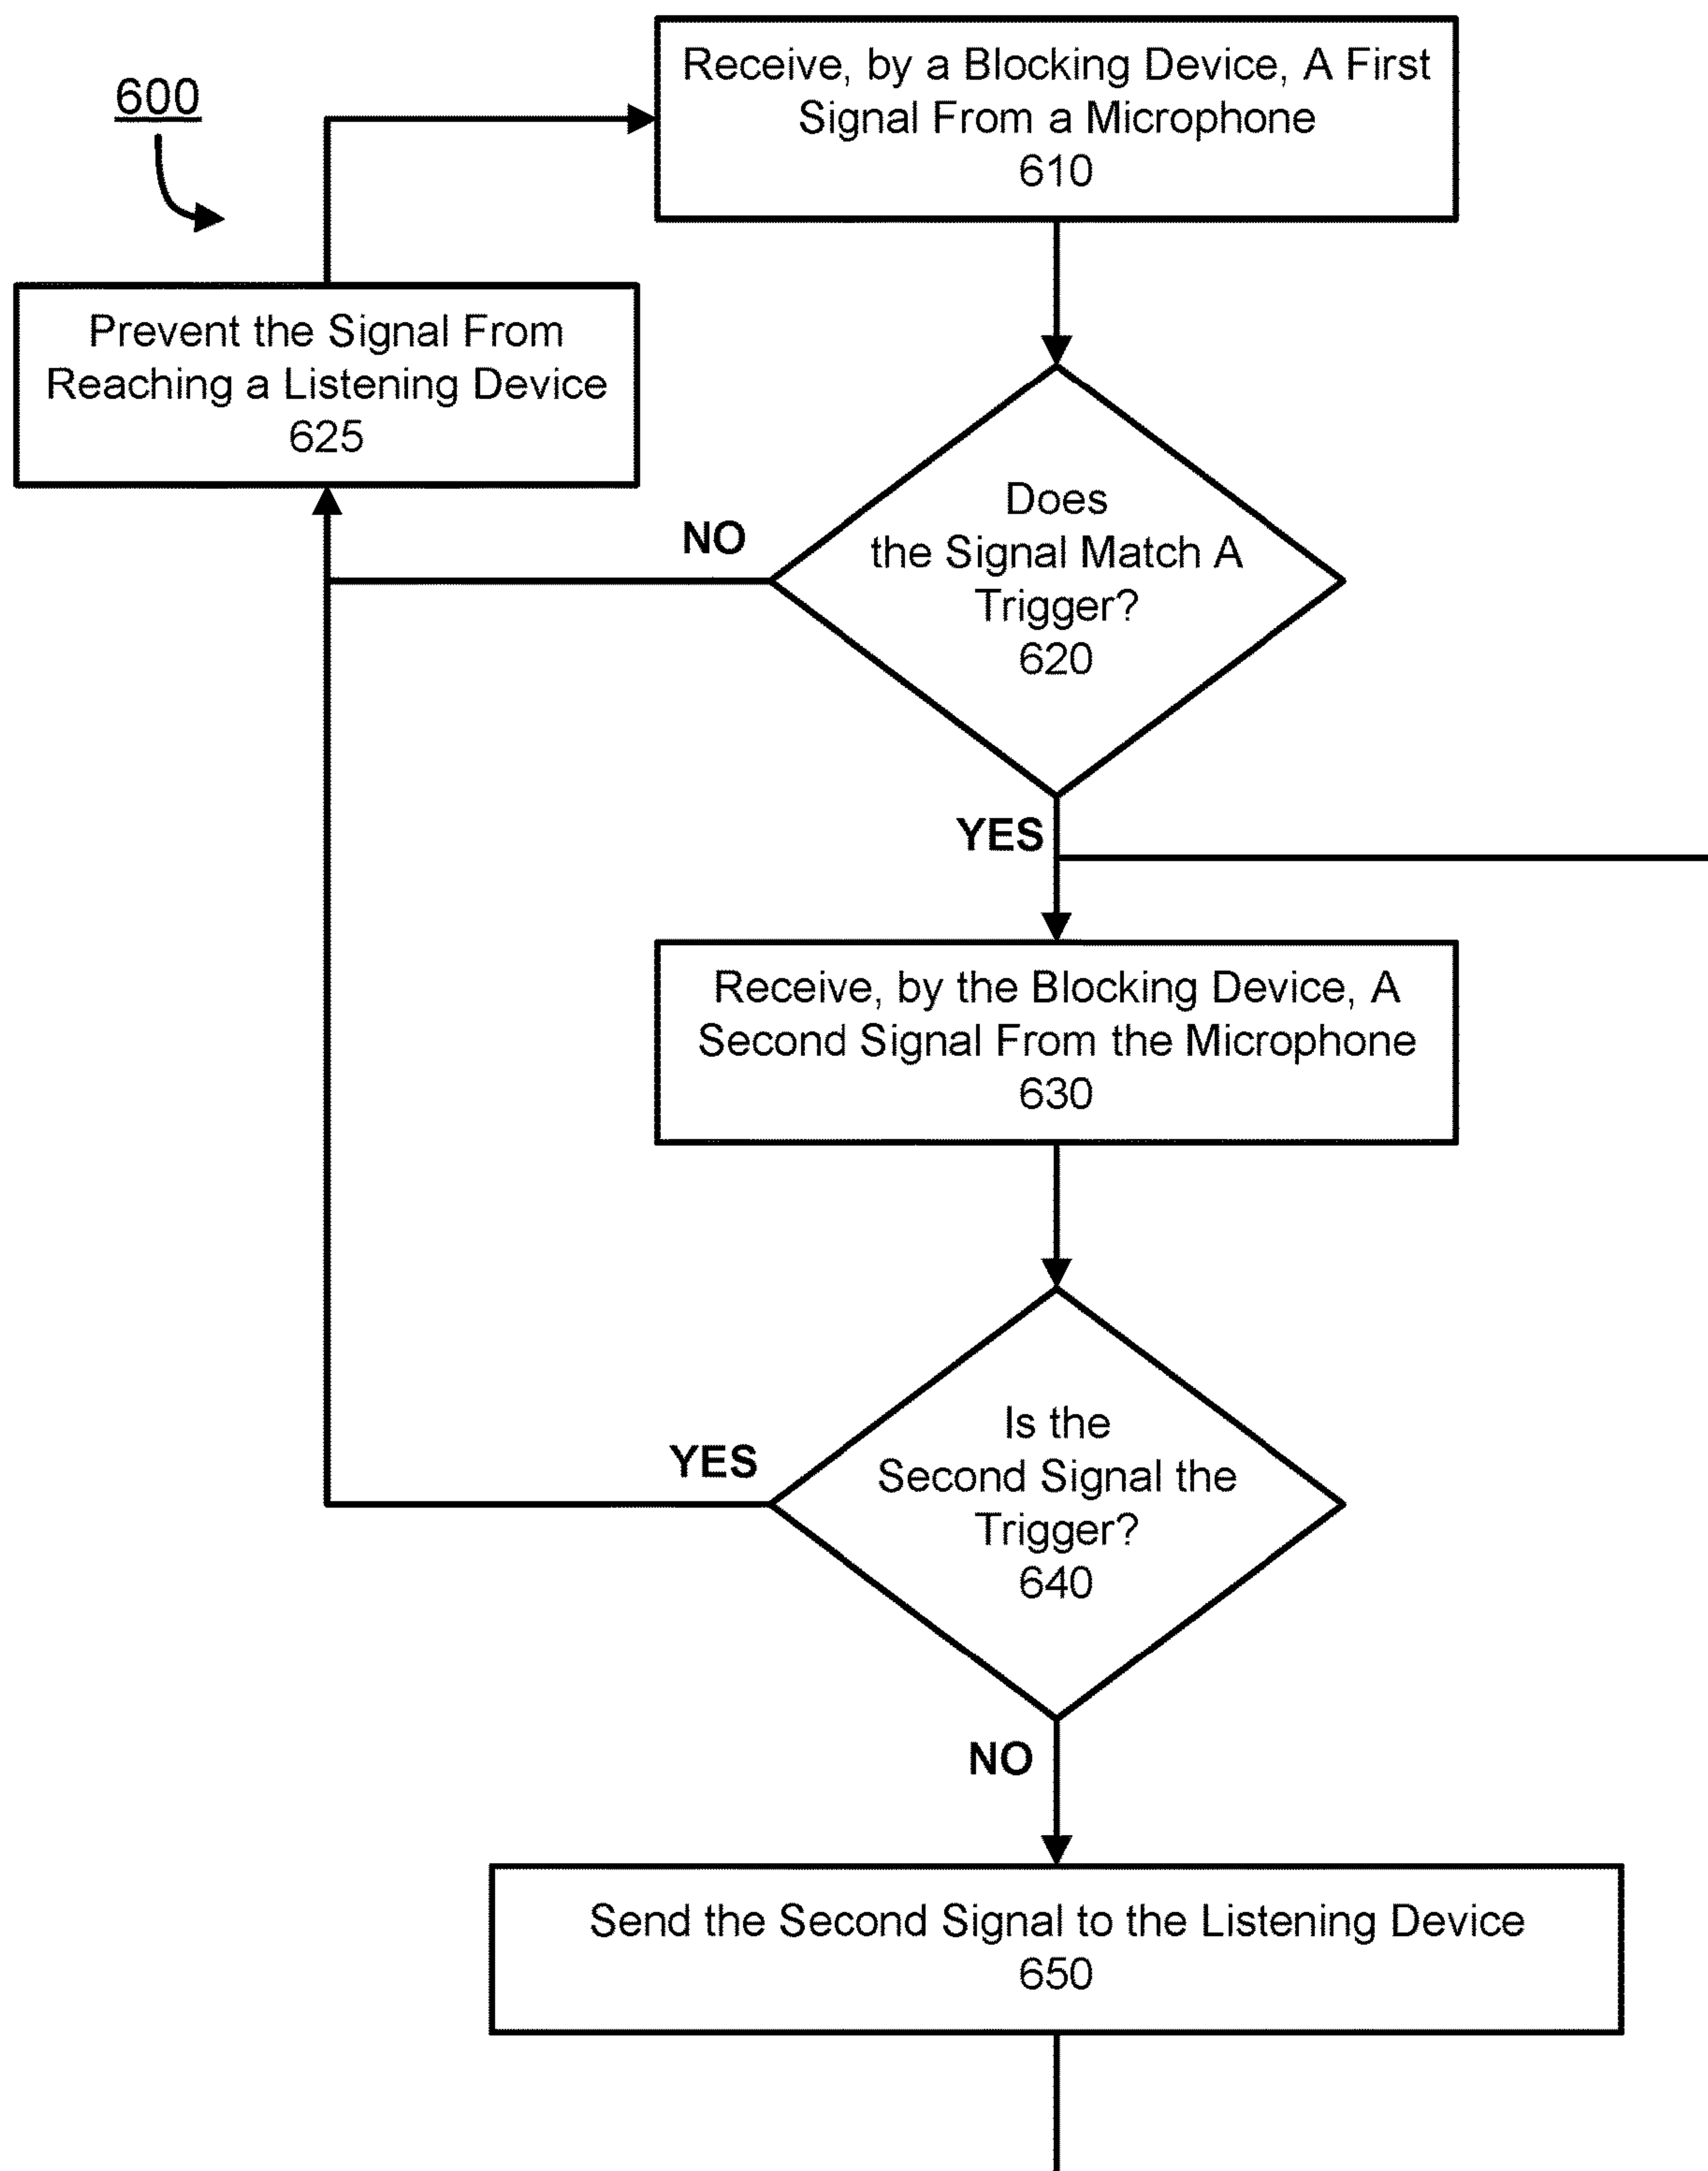 600
Receive, by a Blocking Device, A First
Signal From a Microphone
610
Prevent the Signal From
Reaching a Listening Device
625
NO
Does
the Signal Match A
Trigger?
620
YES
Receive, by the Blocking Device, A
Second Signal From the Microphone
630
YES
Is the
Second Signal the
Trigger?
640
NO
Send the Second Signal to the Listening Device
650